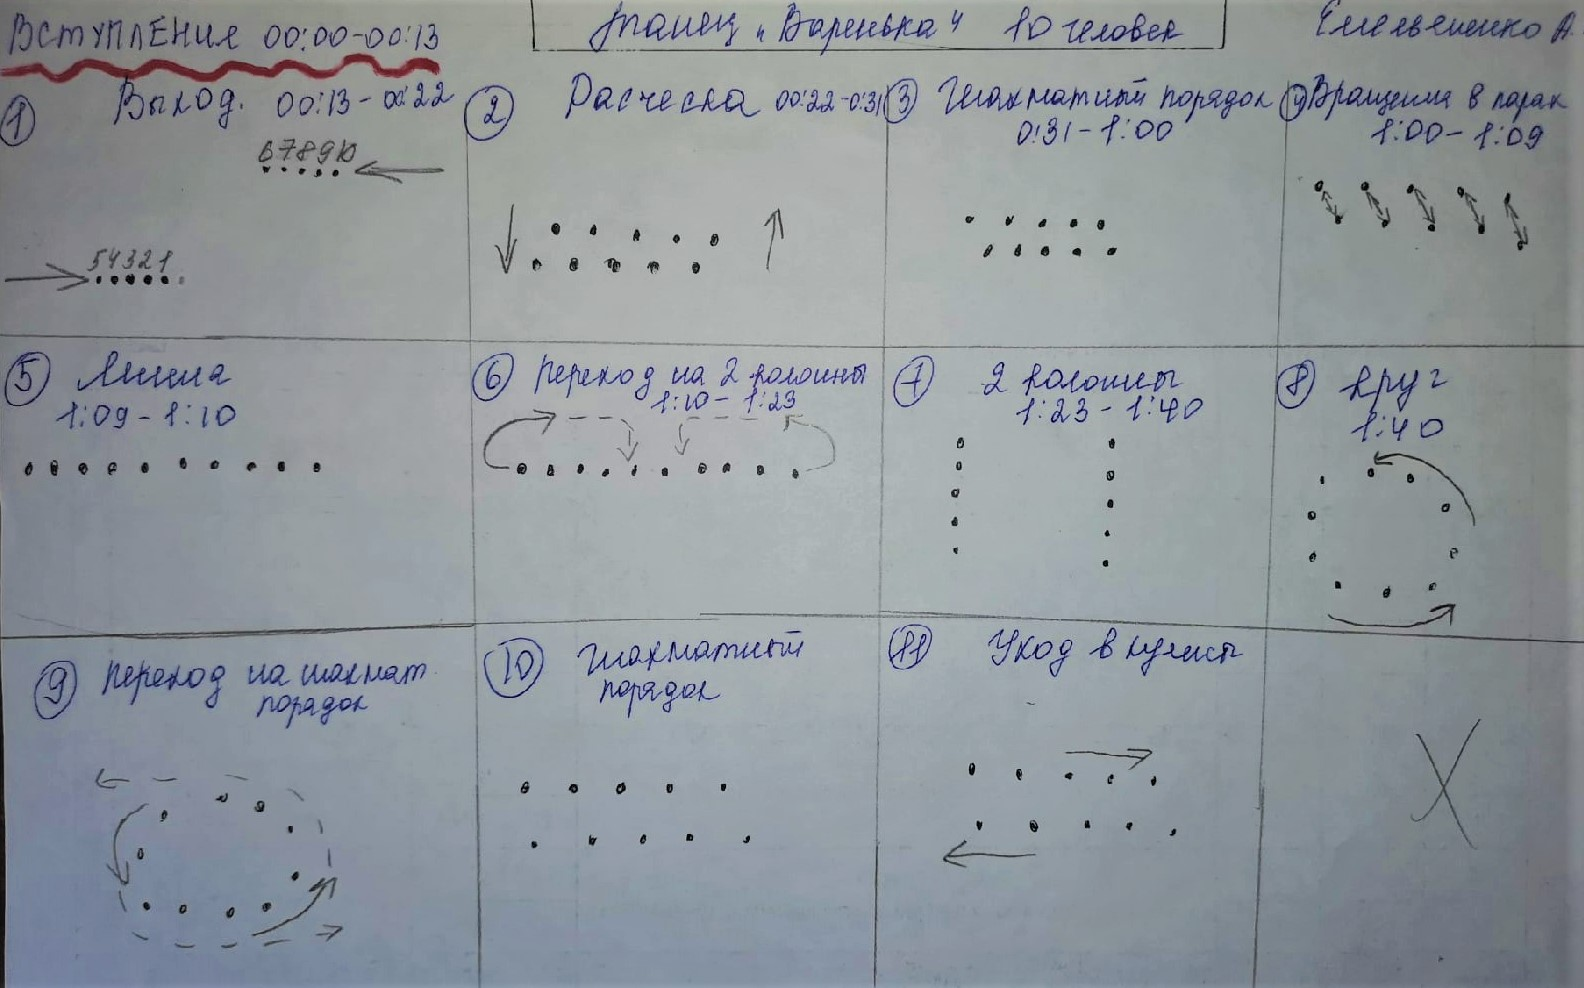 Вступления 00:00-00:13
Танец „Варенька“ 10 человек
Емельяненко А.
1 Выход. 00:13-00:22
678910
54321
2 Расческа 00:22-0:31
3 Шахматный порядок
0:31-1:00
4 Вращения в парах
1:00-1:09
5 Линия
1:09-1:10
6 переход на 2 колонны
1:10-1:23
7 2 колонны
1:23-1:40
8 круг
1:40
9 переход на шахмат.
порядок
10 шахматный
порядок
11 Уход в кулисы